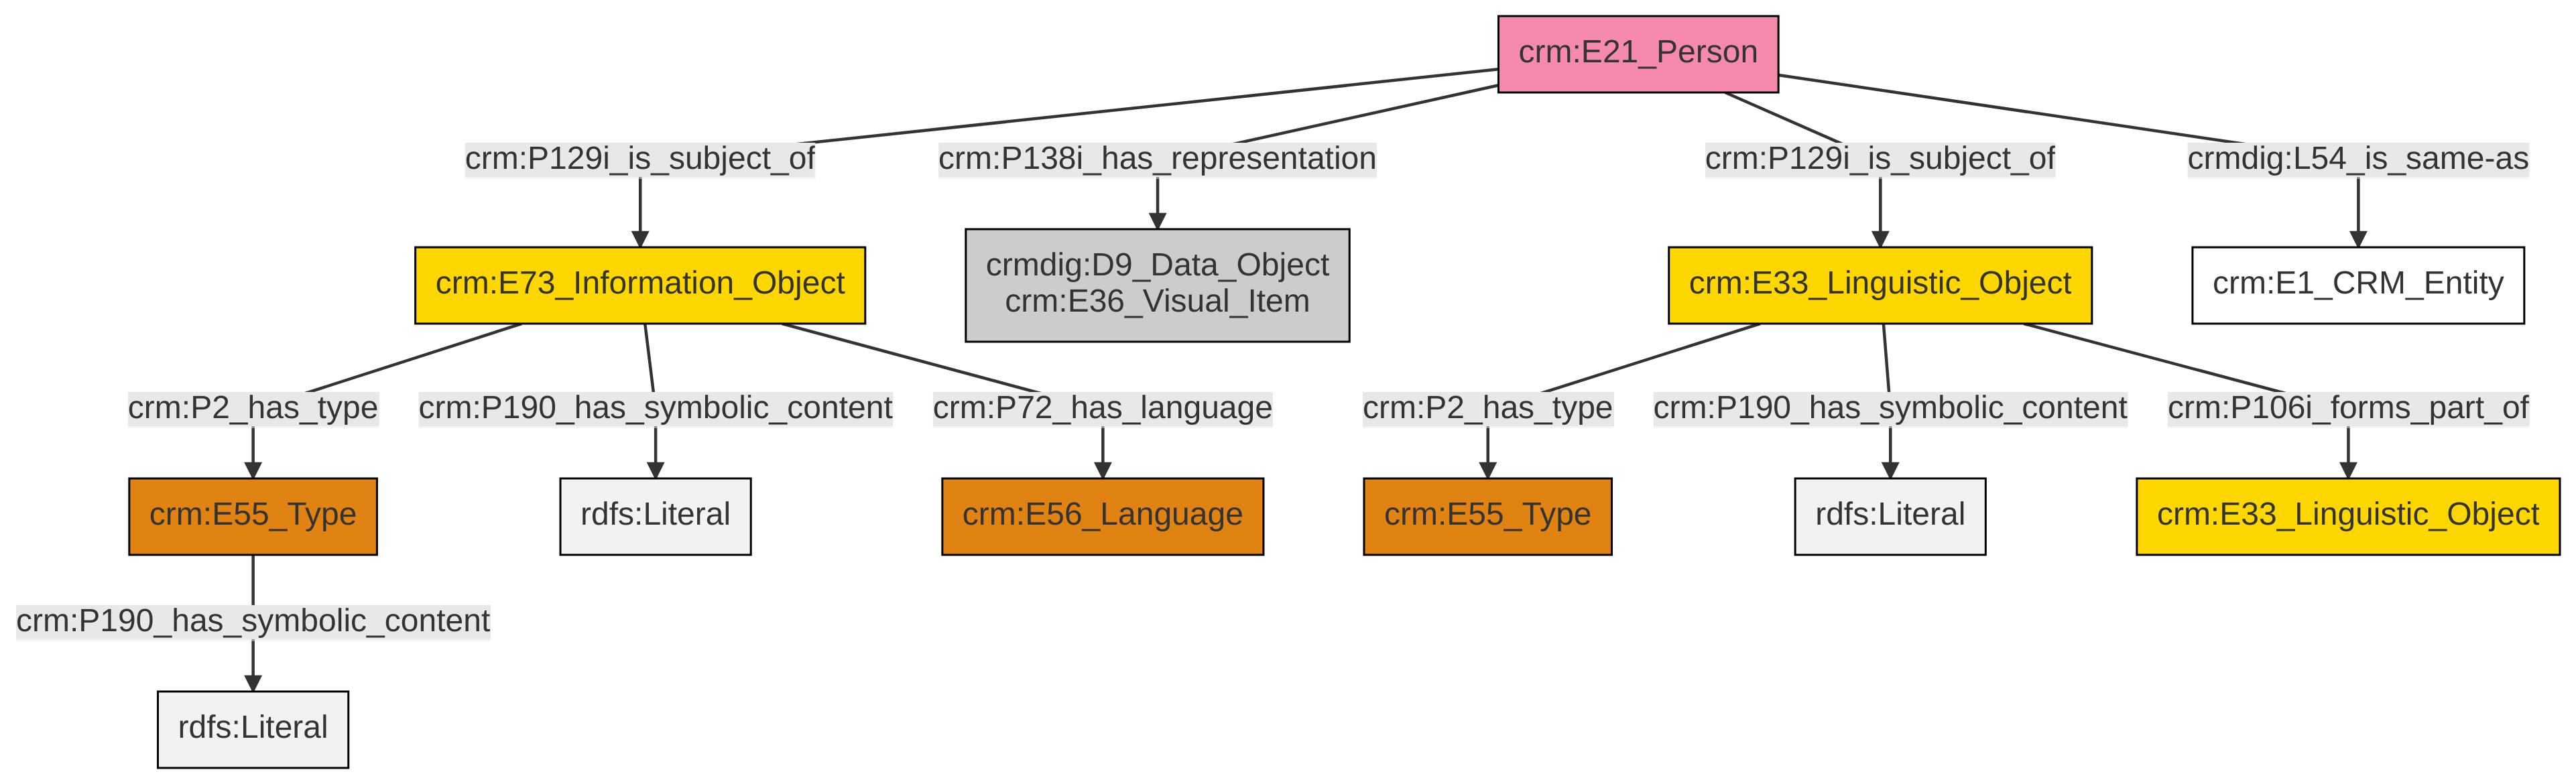 crm:E21_Person
crm:P129i_is_subject_of
crm:P138i_has_representation
crm:P129i_is_subject_of
crmdig:L54_is_same-as
crm:E73_Information_Object
crmdig:D9_Data_Object
crm:E36_Visual_Item
crm:E33_Linguistic_Object
crm:E1_CRM_Entity
crm:P2_has_type
crm:P190_has_symbolic_content
crm:P72_has_language
crm:P2_has_type
crm:P190_has_symbolic_content
crm:P106i_forms_part_of
crm:E55_Type
rdfs:Literal
crm:E56_Language
crm:E55_Type
rdfs:Literal
crm:E33_Linguistic_Object
crm:P190_has_symbolic_content
rdfs:Literal